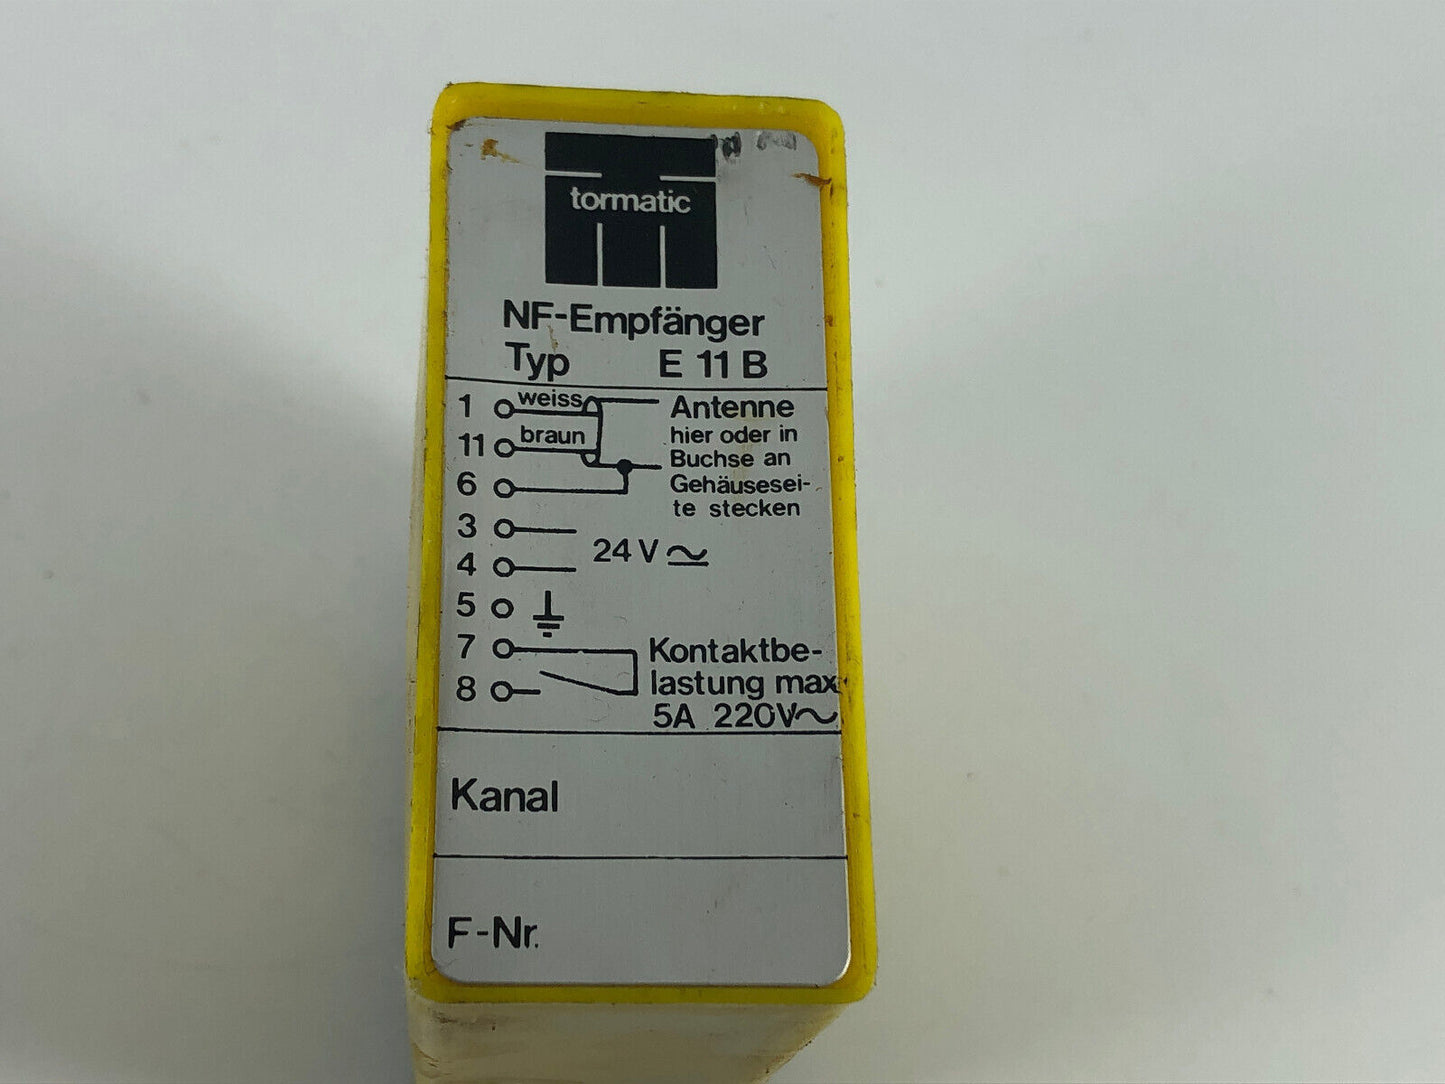 tormatic
NF-Empfänger
Typ E 11 B
1 weiss Antenne
11 braun hier oder in
Buchse an
6 Gehäusesei-
te stecken
3
24 V ≂
4
5
7 Kontaktbe-
8 lastung max
5A 220V~
Kanal
F-Nr.